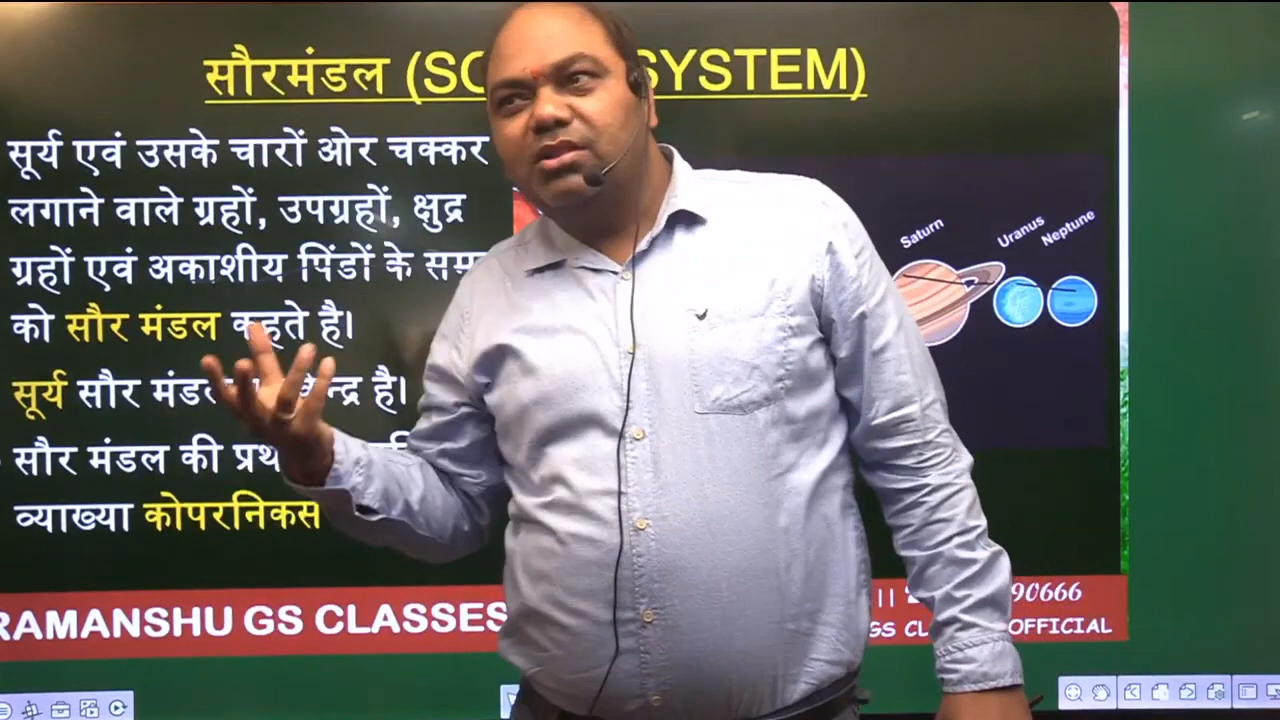 सौरमंडल (SO SYSTEM)
सूर्य एवं उसके चारों ओर चक्कर
लगाने वाले ग्रहों, उपग्रहों, क्षुद्र
ग्रहों एवं अकाशीय पिंडों के सम
को सौर मंडल कहते है।
सूर्य सौर मंडल केन्द्र है।
सौर मंडल की प्रथ
व्याख्या कोपरनिकस
Saturn
Uranus
Neptune
RAMANSHU GS CLASSES
|| 90666
GS CL OFFICIAL